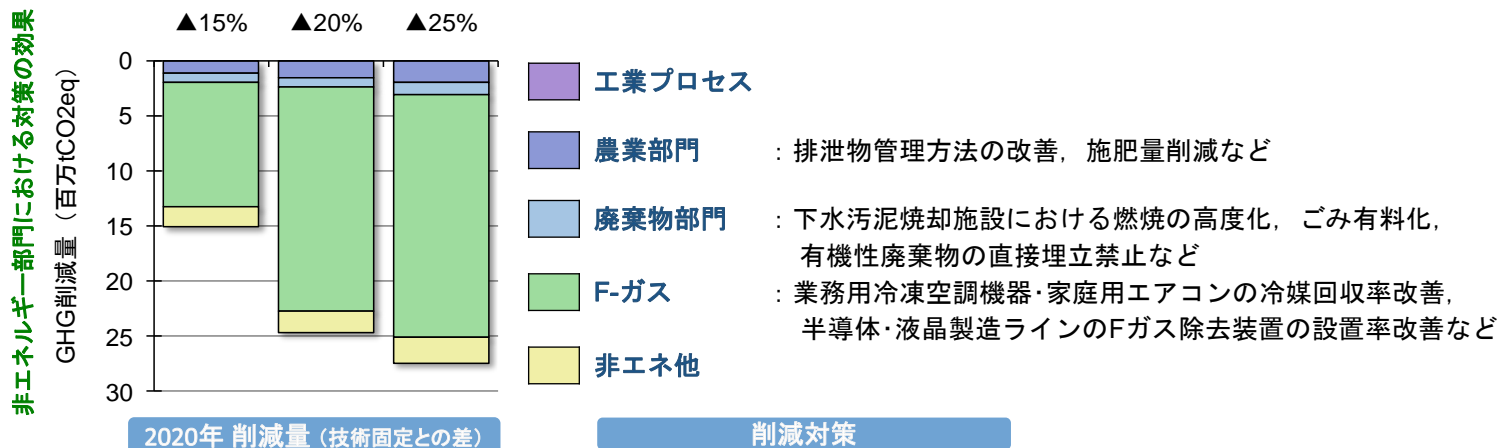 非エネルギー部門における対策の効果
GHG削減量（百万tCO2eq）
▲15% ▲20% ▲25%
0
5
10
15
20
25
30
2020年 削減量（技術固定との差）
工業プロセス
農業部門 ：排泄物管理方法の改善，施肥量削減など
廃棄物部門 ：下水汚泥焼却施設における燃焼の高度化，ごみ有料化，
有機性廃棄物の直接埋立禁止など
F-ガス ：業務用冷凍空調機器・家庭用エアコンの冷媒回収率改善，
半導体・液晶製造ラインのFガス除去装置の設置率改善など
非エネ他
削減対策